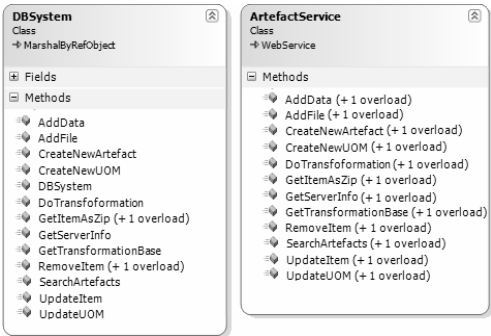 DBSystem
Class
MarshalByRefObject
Fields
Methods
AddData
AddFile
CreateNewArtefact
CreateNewUOM
DBSystem
DoTransfoformation
GetItemAsZip (+ 1 overload)
GetServerInfo
GetTransformationBase
RemoveItem (+ 1 overload)
SearchArtefacts
UpdateItem
UpdateUOM
ArtefactService
Class
WebService
Methods
AddData (+ 1 overload)
AddFile (+ 1 overload)
CreateNewArtefact (+ 1 overload)
CreateNewUOM (+ 1 overload)
DoTransfoformation (+ 1 overload)
GetItemAsZip (+ 1 overload)
GetServerInfo (+ 1 overload)
GetTransformationBase (+ 1 overload)
RemoveItem (+ 1 overload)
SearchArtefacts (+ 1 overload)
UpdateItem (+ 1 overload)
UpdateUOM (+ 1 overload)